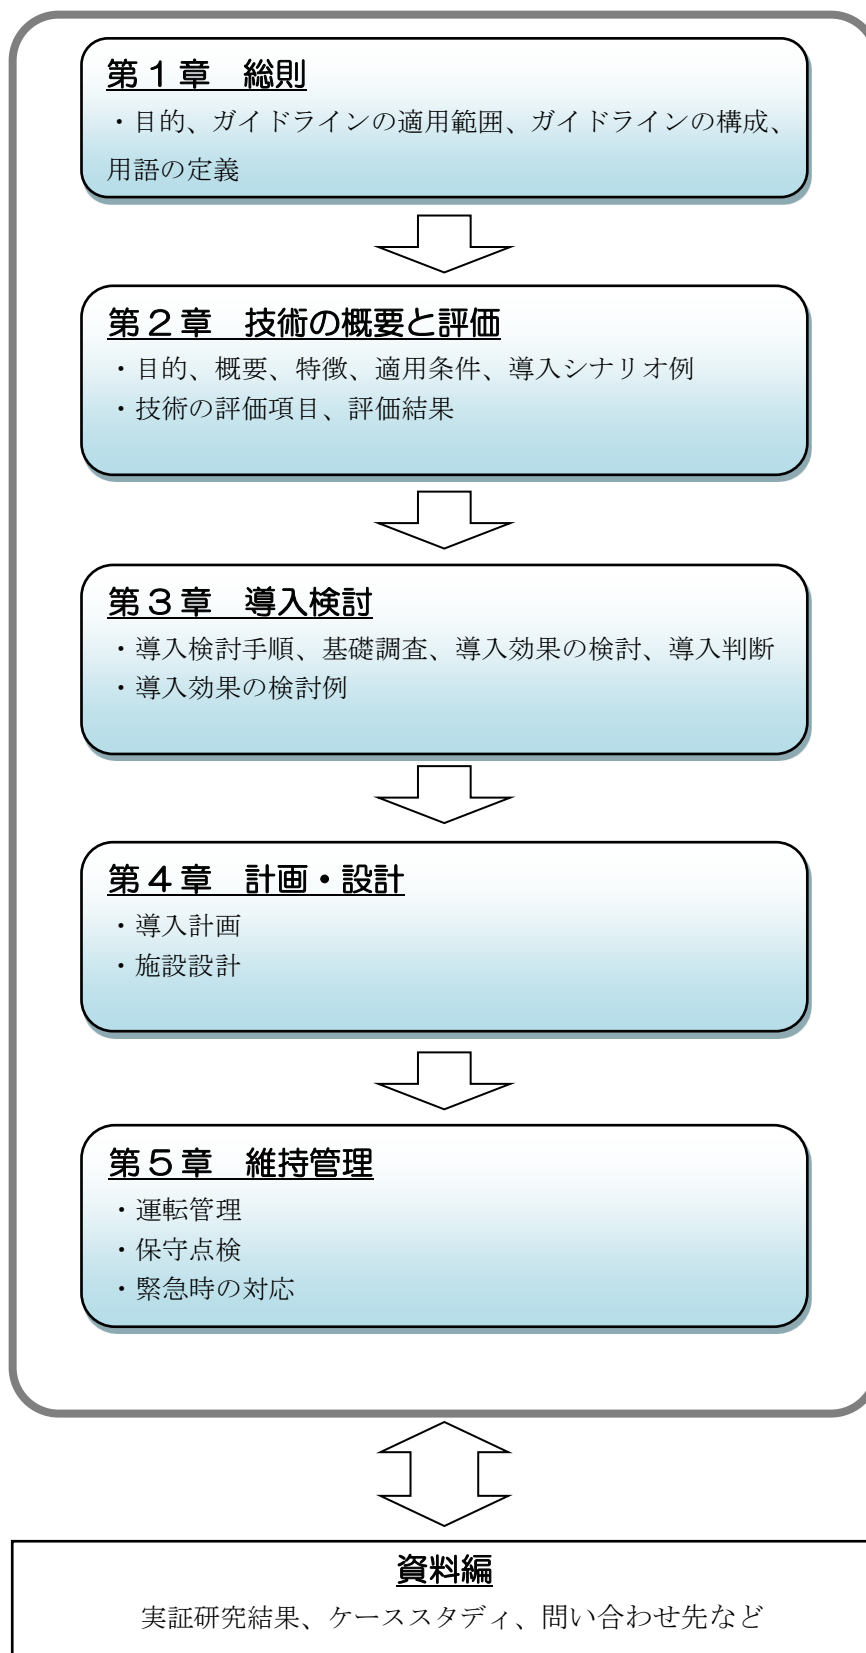 第１章　総則
・目的、ガイドラインの適用範囲、ガイドラインの構成、
用語の定義
第２章　技術の概要と評価
・目的、概要、特徴、適用条件、導入シナリオ例
・技術の評価項目、評価結果
第３章　導入検討
・導入検討手順、基礎調査、導入効果の検討、導入判断
・導入効果の検討例
第４章　計画・設計
・導入計画
・施設設計
第５章　維持管理
・運転管理
・保守点検
・緊急時の対応
資料編
実証研究結果、ケーススタディ、問い合わせ先など